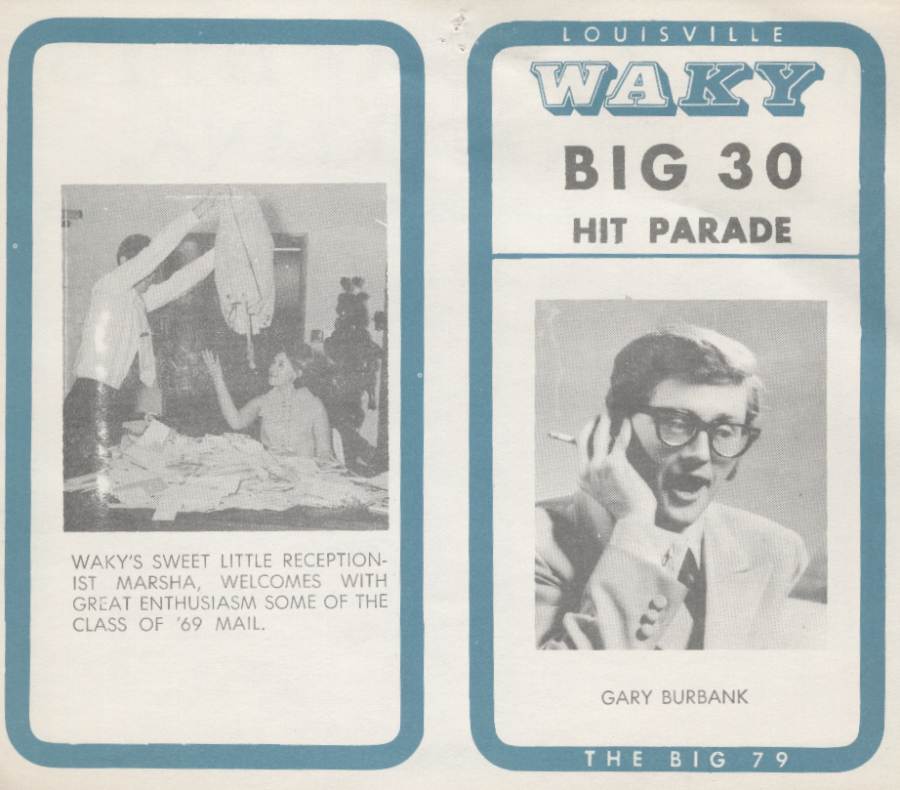 WAKY'S SWEET LITTLE RECEPTION-
IST MARSHA, WELCOMES WITH
GREAT ENTHUSIASM SOME OF THE
CLASS OF '69 MAIL.
LOUISVILLE
WAKY
BIG 30
HIT PARADE
GARY BURBANK
THE BIG 79